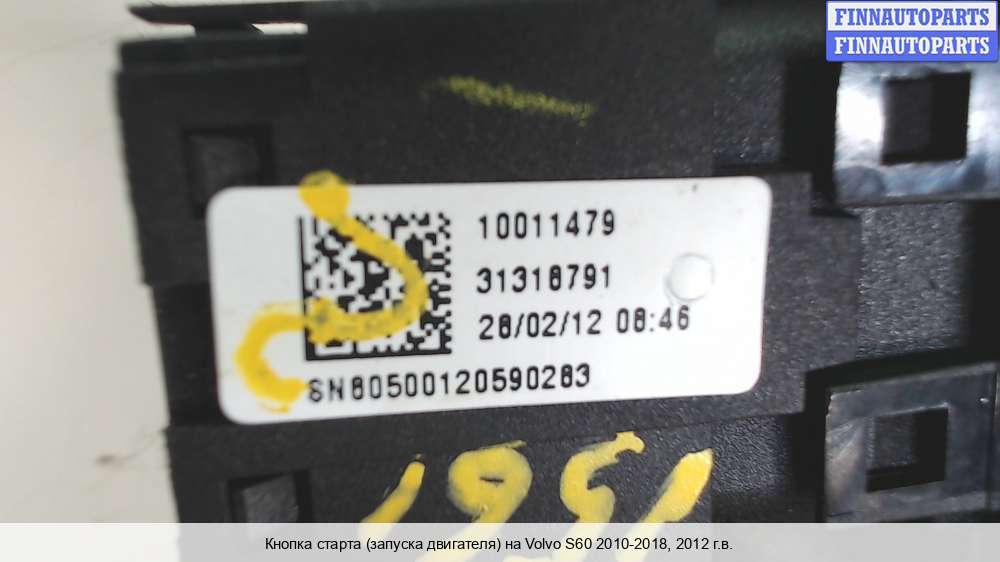 FINNAUTOPARTS
FINNAUTOPARTS
10011479
31318791
28/02/12 08:46
SN80500120590283
Кнопка старта (запуска двигателя) на Volvo S60 2010-2018, 2012 г.в.